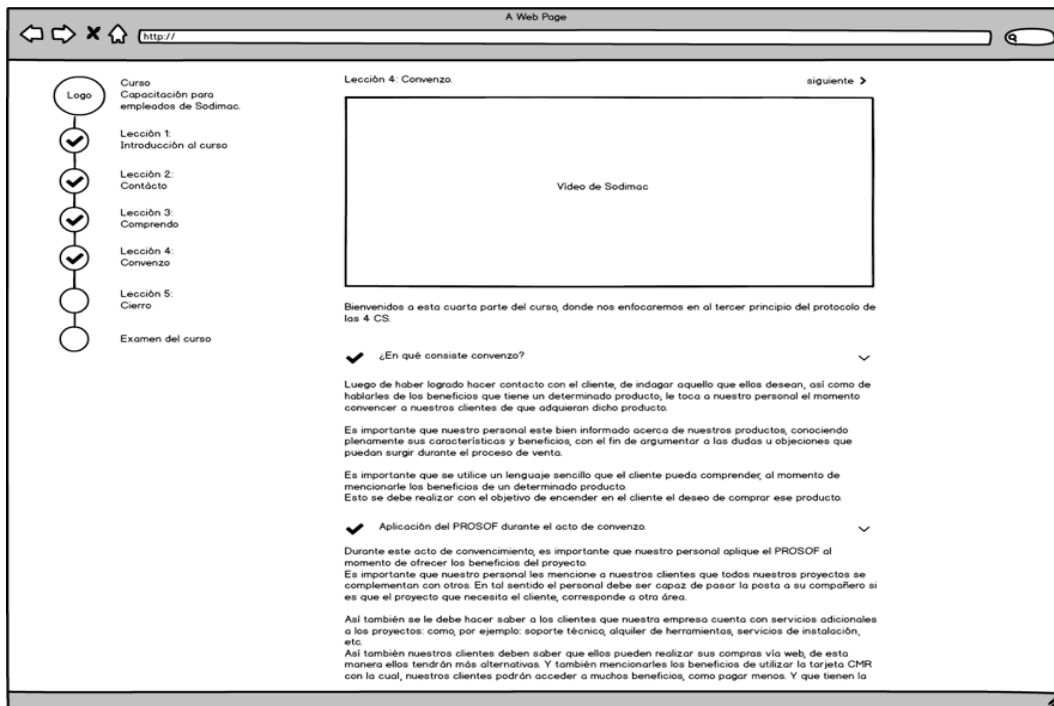 A Web Page
http://
Logo
Curso
Capacitación para
empleados de Sodimac.
Lección 1:
Introducción al curso
Lección 2:
Contácto
Lección 3:
Comprendo
Lección 4:
Convenzo
Lección 5:
Cierro
Examen del curso
Lección 4: Convenzo.
siguiente
Vídeo de Sodimac
Bienvenidos a esta cuarta parte del curso, donde nos enfocaremos en al tercer principio del protocolo de
las 4 CS.
¿En qué consiste convenzo?
Luego de haber logrado hacer contacto con el cliente, de indagar aquello que ellos desean, así como de
hablarles de los beneficios que tiene un determinado producto; le toca a nuestro personal el momento
convencer a nuestros clientes de que adquieran dicho producto.
Es importante que nuestro personal este bien informado acerca de nuestros productos, conociendo
plenamente sus características y beneficios, con el fin de argumentar a las dudas u objeciones que
puedan surgir durante el proceso de venta.
Es importante que se utilice un lenguaje sencillo que el cliente pueda comprender, al momento de
mencionarle los beneficios de un determinado producto.
Esto se debe realizar con el objetivo de encender en el cliente el deseo de comprar ese producto.
Aplicación del PROSOF durante el acto de convenzo.
Durante este acto de convencimiento, es importante que nuestro personal aplique el PROSOF al
momento de ofrecer los beneficios del proyecto.
Es importante que nuestro personal les mencione a nuestros clientes que todos nuestros proyectos se
complementan con otros. En tal sentido el personal debe ser capaz de pasar la posta a su compañero si
es que el proyecto que necesita el cliente, corresponde a otra área.
Así también se le debe hacer saber a los clientes que nuestra empresa cuenta con servicios adicionales
a los proyectos: como, por ejemplo: soporte técnico, alquiler de herramientas, servicios de instalación,
etc.
Así también nuestros clientes deben saber que ellos pueden realizar sus compras vía web, de esta
manera ellos tendrán más alternativas. Y también mencionarles los beneficios de utilizar la tarjeta CMR
con la cual, nuestros clientes podrán acceder a muchos beneficios, como pagar menos. Y que tienen la